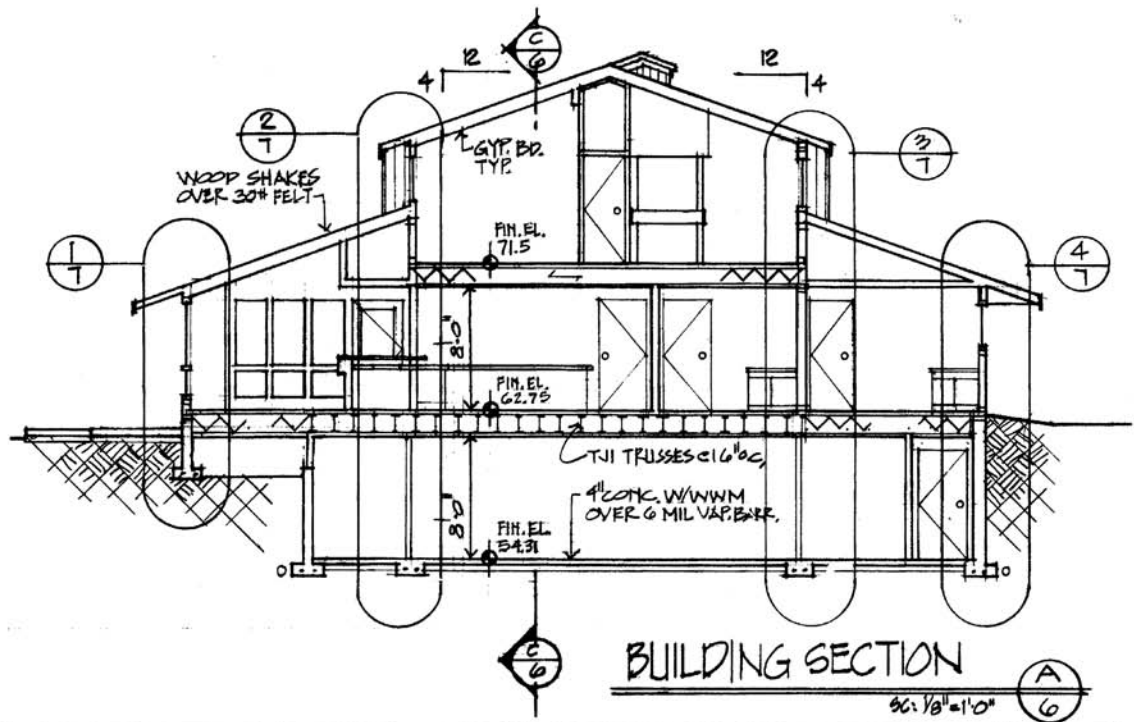 C
6
12
12
4
4
2
7
GYP. BD.
TYP.
3
7
WOOD SHAKES
OVER 30# FELT
1
7
FIN. EL.
71.5
4
7
8'-0"
FIN. EL.
62.75
TJI TRUSSES @ 16" O.C.
4" CONC. W/WWM
OVER 6 MIL VAP. BARR.
8'-0"
FIN. EL.
54.31
C
6
BUILDING SECTION
A
6
SC: 1/8"=1'0"